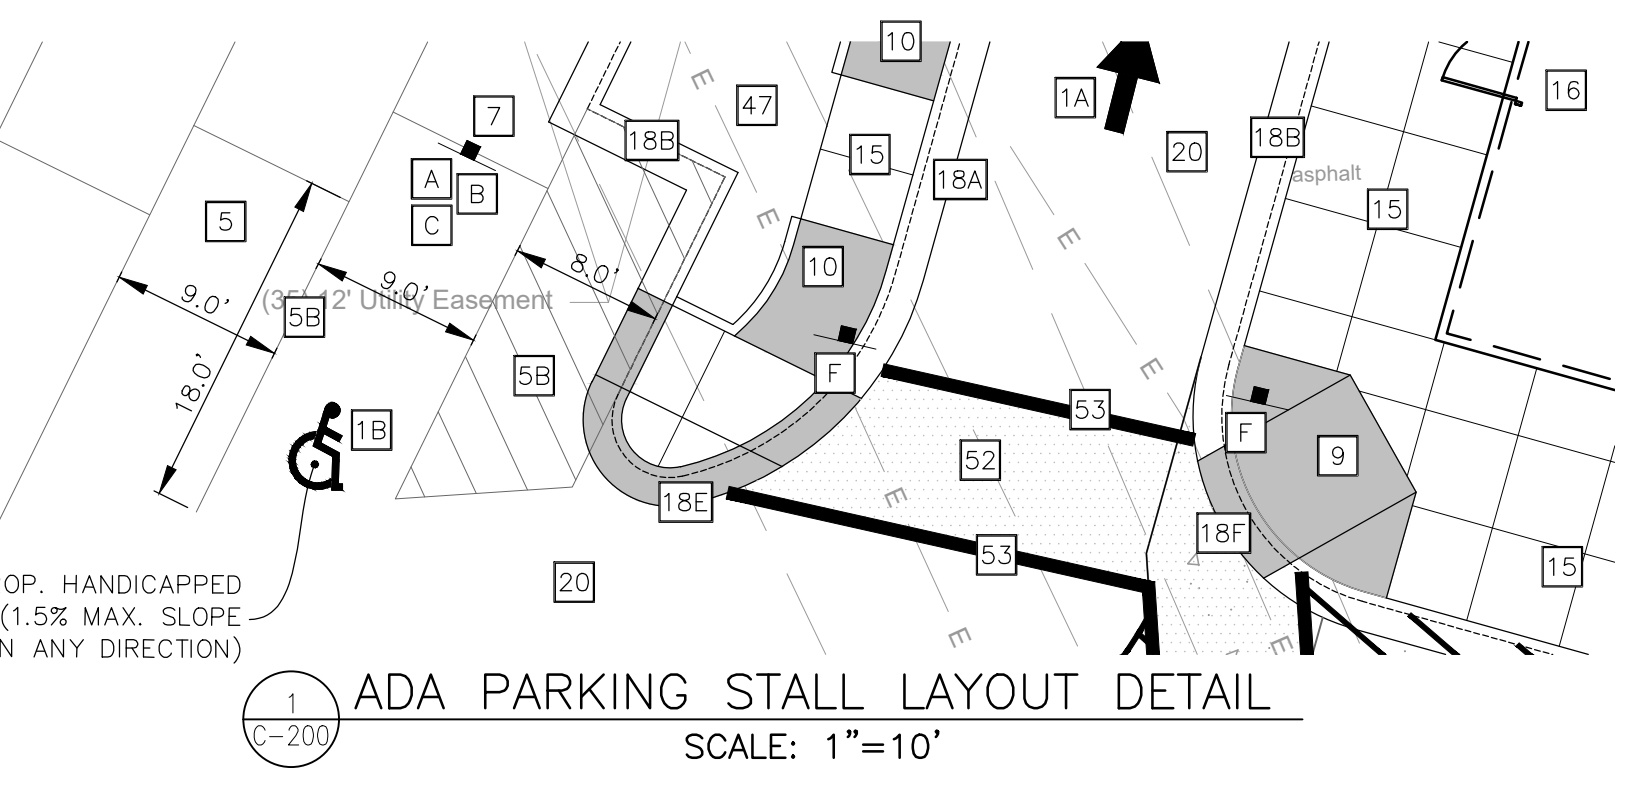 10
E
47
7
1A
16
18B
18B
15
20
asphalt
A
B
18A
15
5
C
E
E
10
8.0'
9.0'
9.0'
(35) 12' Utility Easement
5B
F
E
5B
18.0'
53
1B
F
52
9
E
18E
18F
53
20
15
OP. HANDICAPPED
(1.5% MAX. SLOPE
N ANY DIRECTION)
E
E
1
C-200
ADA PARKING STALL LAYOUT DETAIL
SCALE: 1"=10'